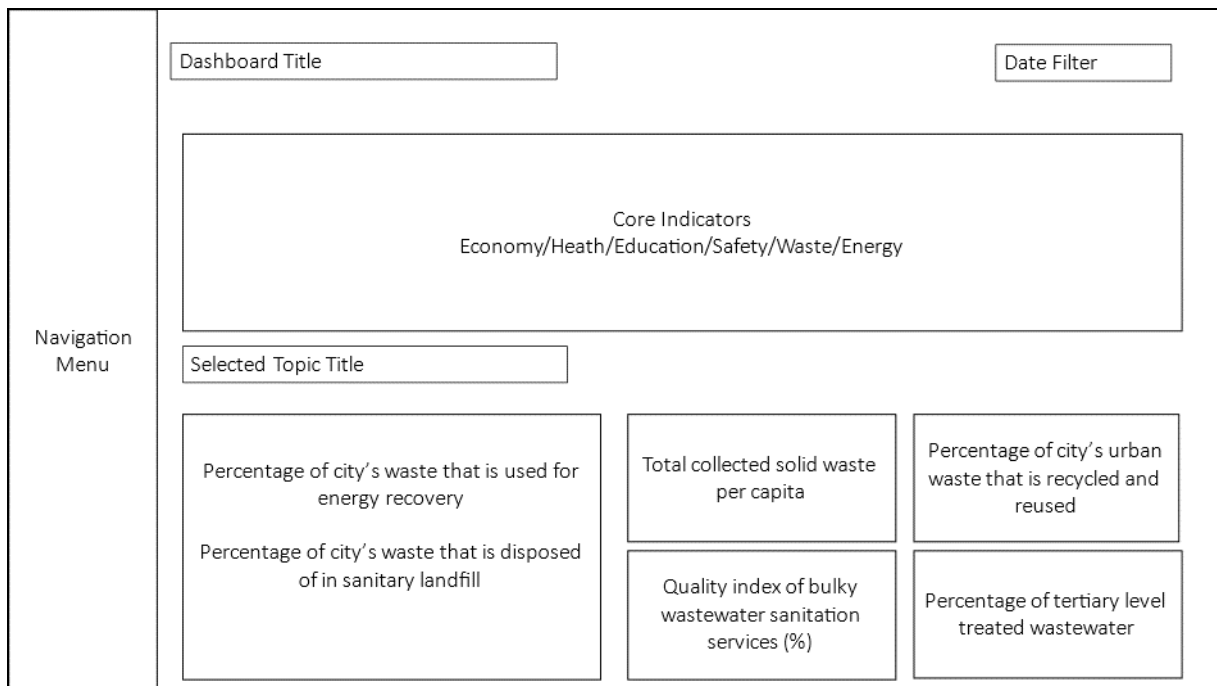 Dashboard Title
Date Filter
Core Indicators
Economy/Heath/Education/Safety/Waste/Energy
Navigation
Menu
Selected Topic Title
Percentage of city’s waste that is used for
energy recovery
Percentage of city’s waste that is disposed
of in sanitary landfill
Total collected solid waste
per capita
Percentage of city’s urban
waste that is recycled and
reused
Quality index of bulky
wastewater sanitation
services (%)
Percentage of tertiary level
treated wastewater